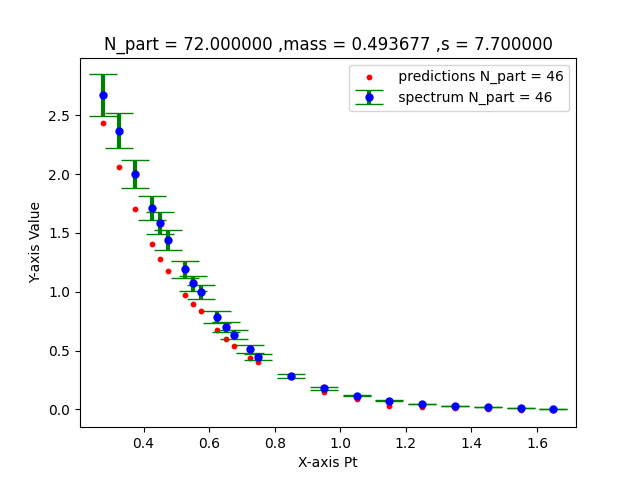 N_part = 72.000000 ,mass = 0.493677 ,s = 7.700000
predictions N_part = 46
spectrum N_part = 46
Y-axis Value
2.5
2.0
1.5
1.0
0.5
0.0
0.4 0.6 0.8 1.0 1.2 1.4 1.6
X-axis Pt